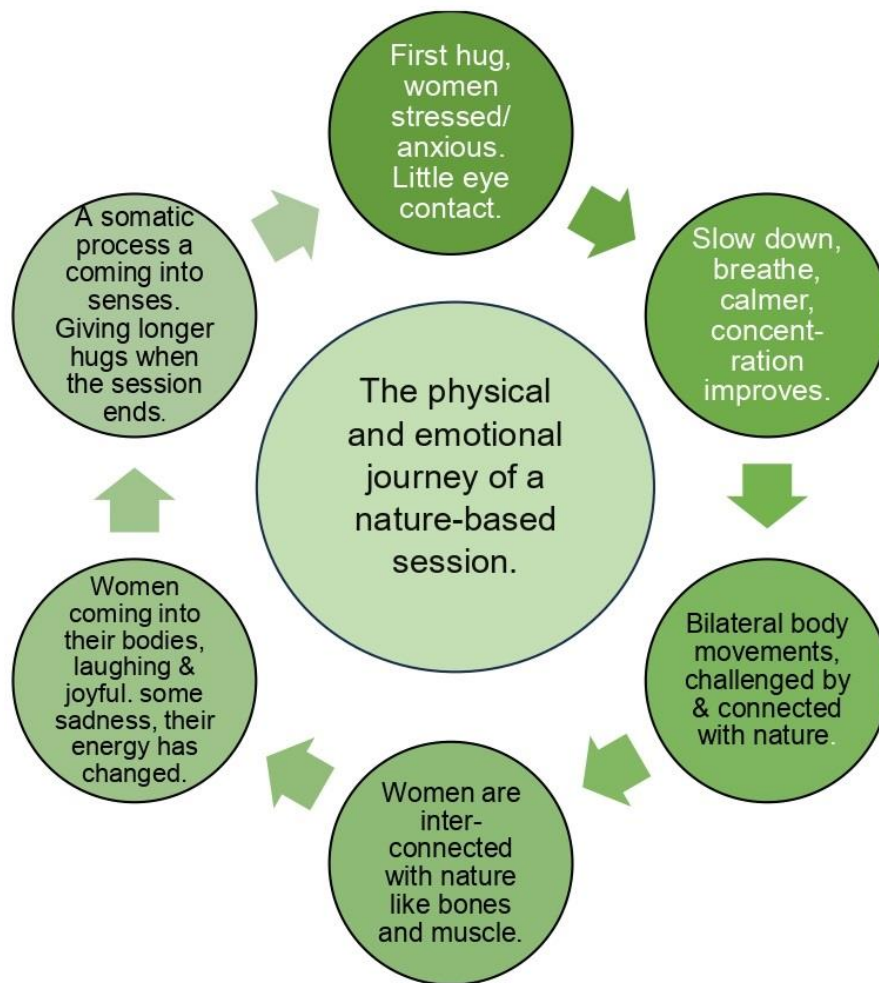 First hug,
women
stressed/
anxious.
Little eye
contact.
Slow down,
breathe,
calmer,
concent-
ration
improves.
Bilateral body
movements,
challenged by
& connected
with nature.
Women are
inter-
connected
with nature
like bones
and muscle.
Women
coming into
their bodies,
laughing &
joyful. some
sadness, their
energy has
changed.
A somatic
process a
coming into
senses.
Giving longer
hugs when
the session
ends.
The physical
and emotional
journey of a
nature-based
session.